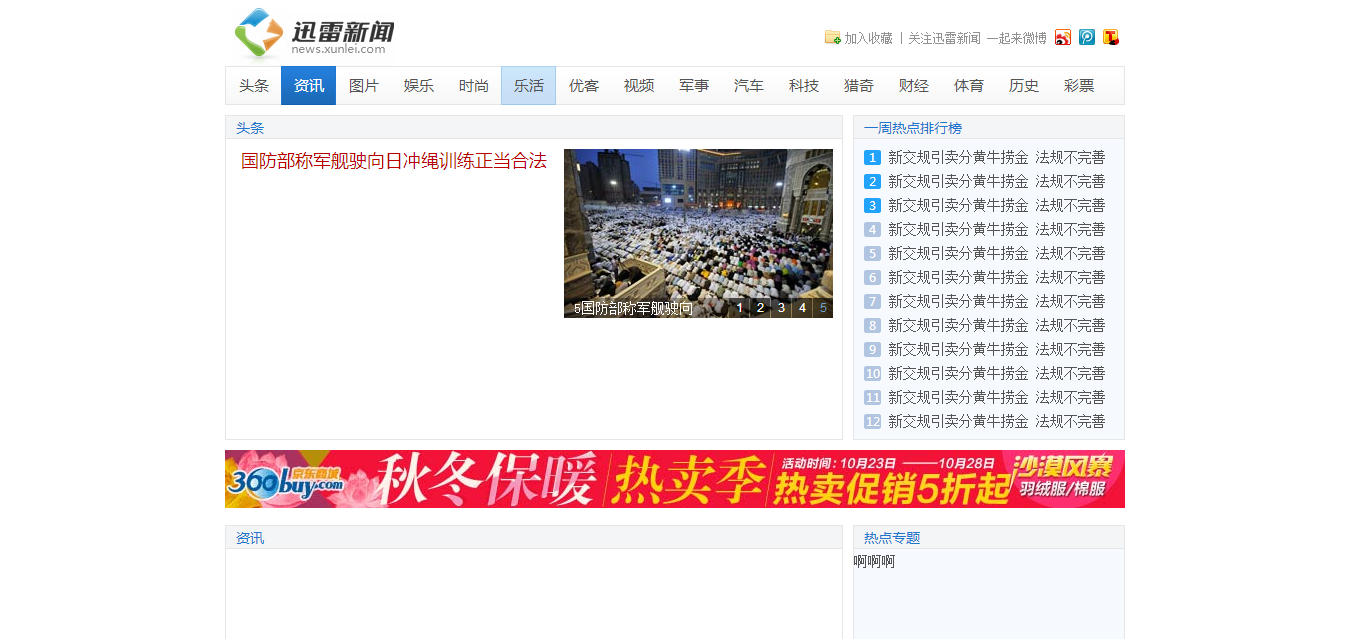 迅雷新闻
news.xunlei.com
加入收藏 | 关注迅雷新闻 一起来微博
头条 资讯 图片 娱乐 时尚 乐活 优客 视频 军事 汽车 科技 猎奇 财经 体育 历史 彩票
头条
国防部称军舰驶向日冲绳训练正当合法
5国防部称军舰驶向 1 2 3 4 5
一周热点排行榜
1 新交规引卖分黄牛捞金 法规不完善
2 新交规引卖分黄牛捞金 法规不完善
3 新交规引卖分黄牛捞金 法规不完善
4 新交规引卖分黄牛捞金 法规不完善
5 新交规引卖分黄牛捞金 法规不完善
6 新交规引卖分黄牛捞金 法规不完善
7 新交规引卖分黄牛捞金 法规不完善
8 新交规引卖分黄牛捞金 法规不完善
9 新交规引卖分黄牛捞金 法规不完善
10 新交规引卖分黄牛捞金 法规不完善
11 新交规引卖分黄牛捞金 法规不完善
12 新交规引卖分黄牛捞金 法规不完善
京东商城
360buy.com
秋冬保暖 热卖季
活动时间:10月23日 ——10月28日
热卖促销5折起
沙漠风暴
羽绒服/棉服
资讯
热点专题
啊啊啊